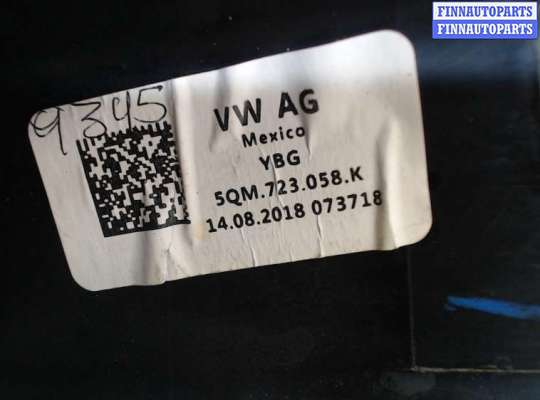 FINNAUTOPARTS
FINNAUTOPARTS
9345
VW AG
Mexico
YBG
5QM.723.058.K
14.08.2018 073718